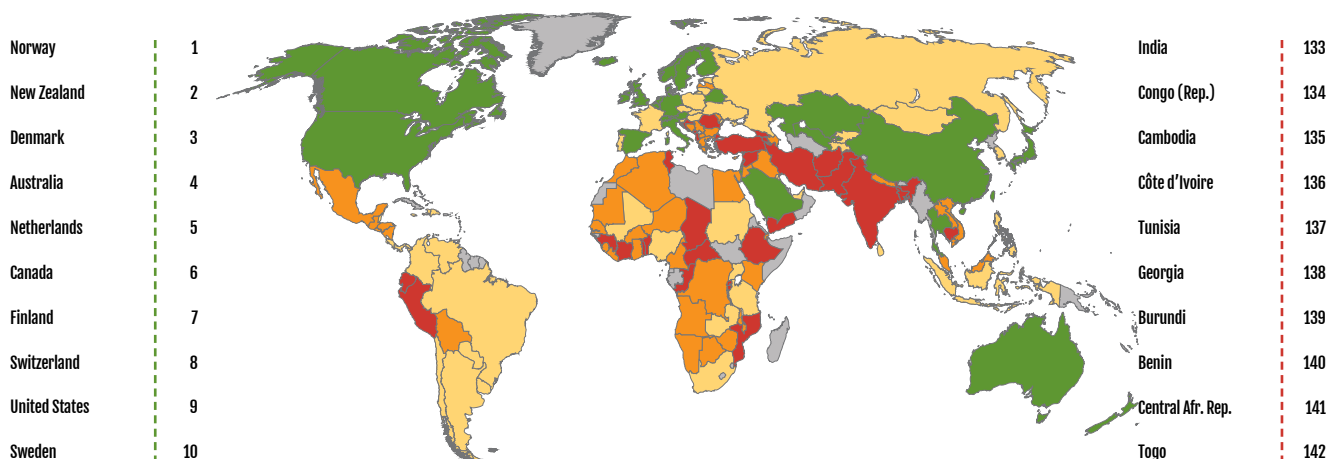 Norway 1
New Zealand 2
Denmark 3
Australia 4
Netherlands 5
Canada 6
Finland 7
Switzerland 8
United States 9
Sweden 10
India 133
Congo (Rep.) 134
Cambodia 135
Côte d'Ivoire 136
Tunisia 137
Georgia 138
Burundi 139
Benin 140
Central Afr. Rep. 141
Togo 142